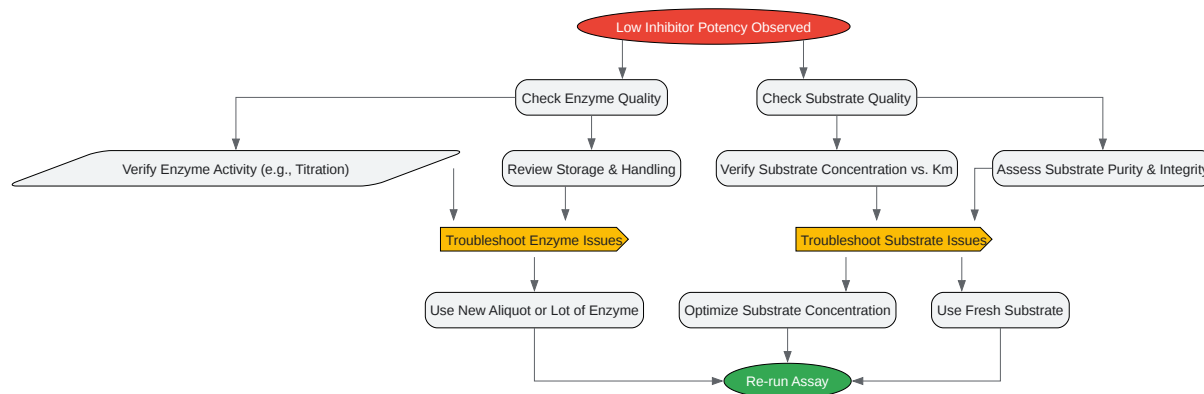 Low Inhibitor Potency Observed
Check Enzyme Quality
Check Substrate Quality
Verify Enzyme Activity (e.g., Titration)
Review Storage & Handling
Verify Substrate Concentration vs. Km
Assess Substrate Purity & Integrity
Troubleshoot Enzyme Issues
Troubleshoot Substrate Issues
Use New Aliquot or Lot of Enzyme
Optimize Substrate Concentration
Use Fresh Substrate
Re-run Assay